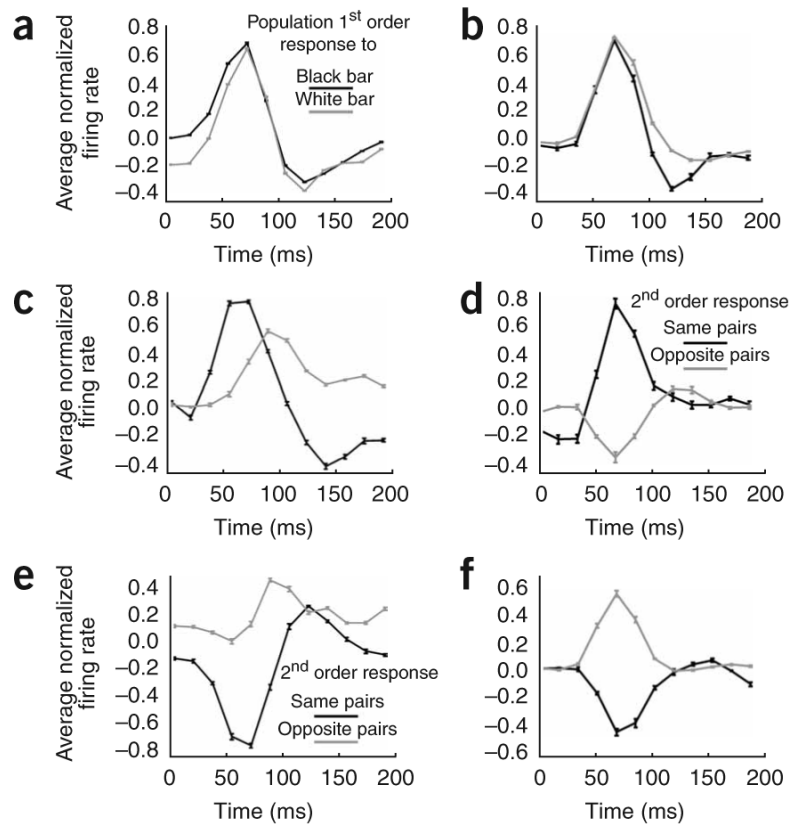 a
Average normalized
firing rate
Population 1st order
response to
Black bar
White bar
0.8
0.6
0.4
0.2
0.0
–0.2
–0.4
0 50 100 150 200
Time (ms)
b
0.8
0.6
0.4
0.2
0.0
–0.2
–0.4
0 50 100 150 200
Time (ms)
c
Average normalized
firing rate
0.8
0.6
0.4
0.2
0.0
–0.2
–0.4
0 50 100 150 200
Time (ms)
d
2nd order response
Same pairs
Opposite pairs
0.8
0.6
0.4
0.2
0.0
–0.2
–0.4
0 50 100 150 200
Time (ms)
e
Average normalized
firing rate
0.4
0.2
0.0
–0.2
–0.4
–0.6
–0.8
2nd order response
Same pairs
Opposite pairs
0 50 100 150 200
Time (ms)
f
0.6
0.4
0.2
0.0
–0.2
–0.4
–0.6
0 50 100 150 200
Time (ms)